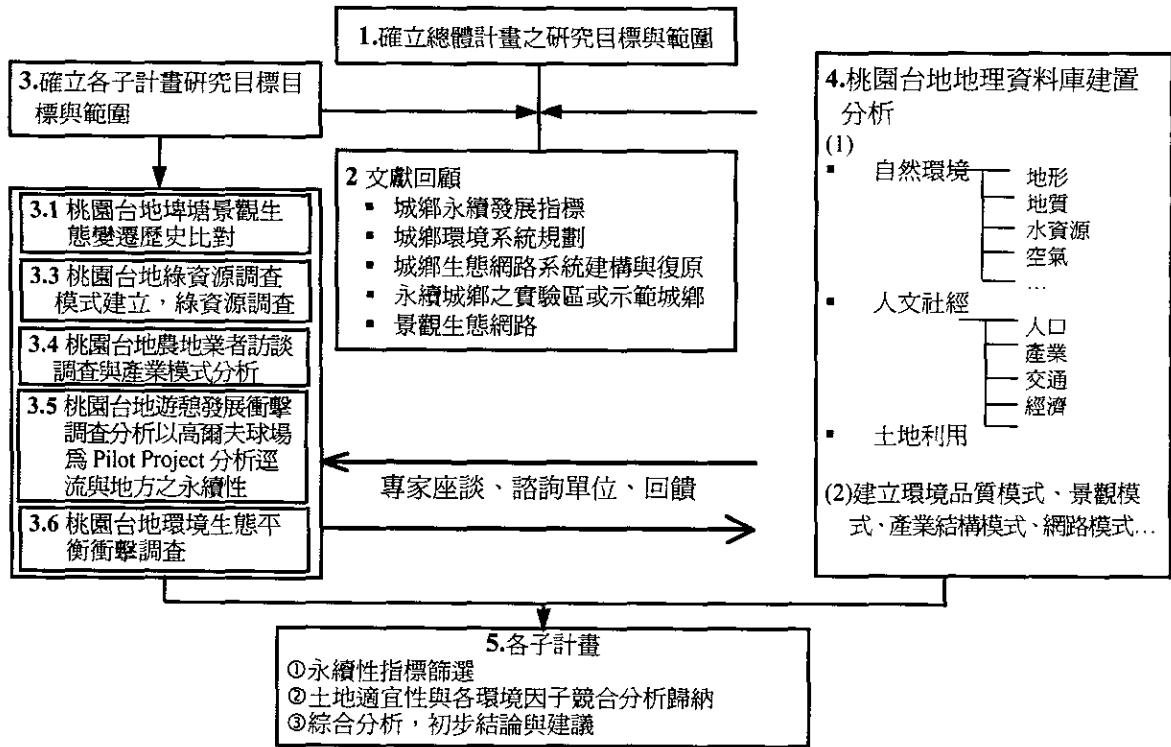 1.確立總體計畫之研究目標與範圍
3.確立各子計畫研究目標目
標與範圍
2 文獻回顧
▪ 城鄉永續發展指標
▪ 城鄉環境系統規劃
▪ 城鄉生態網路系統建構與復原
▪ 永續城鄉之實驗區或示範城鄉
▪ 景觀生態網路
3.1 桃園台地埤塘景觀生
態變遷歷史比對
3.3 桃園台地綠資源調查
模式建立，綠資源調查
3.4 桃園台地農地業者訪談
調查與產業模式分析
3.5 桃園台地遊憩發展衝擊
調查分析以高爾夫球場
為 Pilot Project 分析逕
流與地方之永續性
3.6 桃園台地環境生態平
衡衝擊調查
專家座談、諮詢單位、回饋
4.桃園台地地理資料庫建置
分析
(1)
▪ 自然環境
地形
地質
水資源
空氣
…
▪ 人文社經
人口
產業
交通
經濟
▪ 土地利用
(2)建立環境品質模式、景觀模
式、產業結構模式、網路模式…
5.各子計畫
①永續性指標篩選
②土地適宜性與各環境因子競合分析歸納
③綜合分析，初步結論與建議